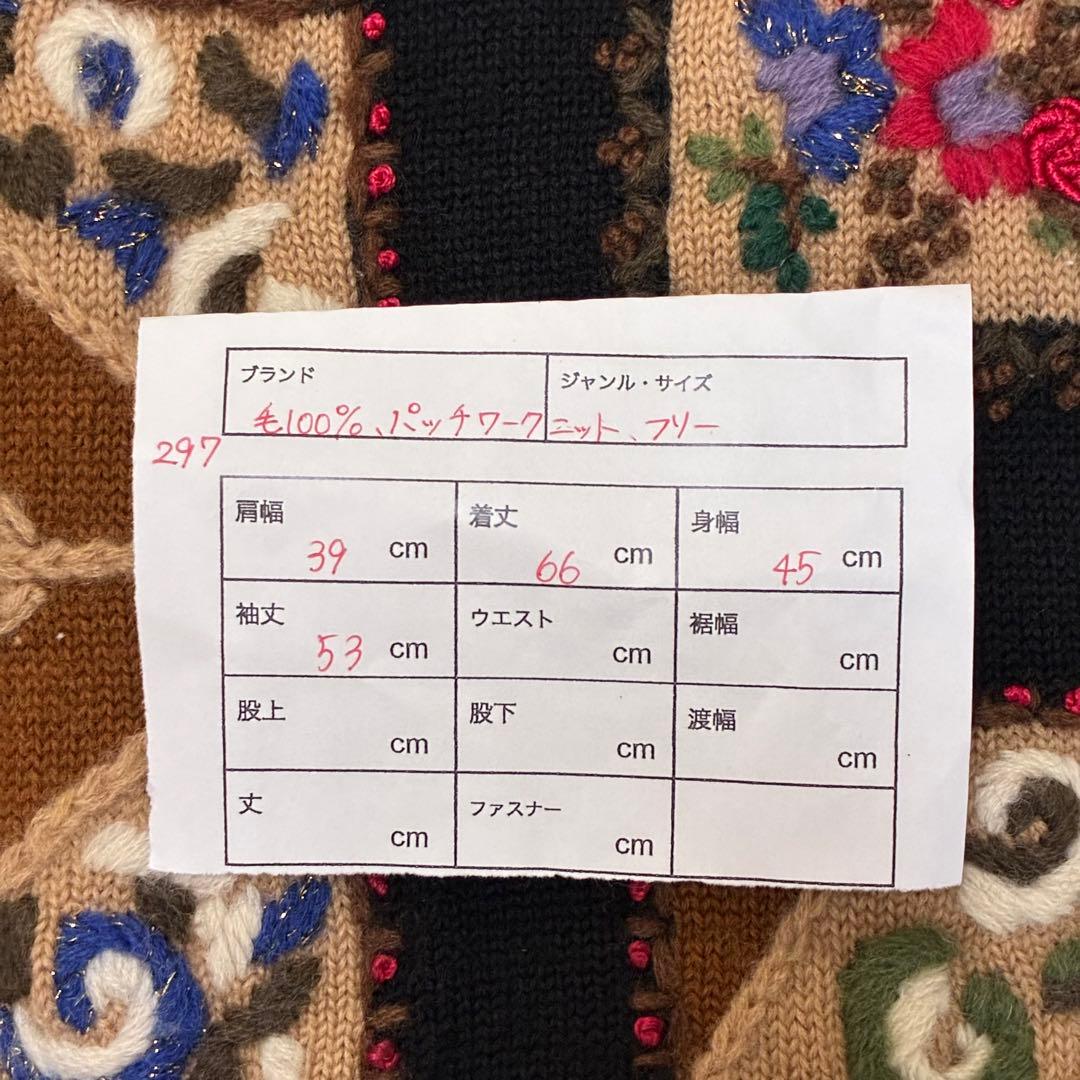 ブランド
ジャンル・サイズ
毛100%、パッチワーク
ニット、フリー
297
肩幅
39 cm
着丈
66 cm
身幅
45 cm
袖丈
53 cm
ウエスト
cm
裾幅
cm
股上
cm
股下
cm
渡幅
cm
丈
cm
ファスナー
cm